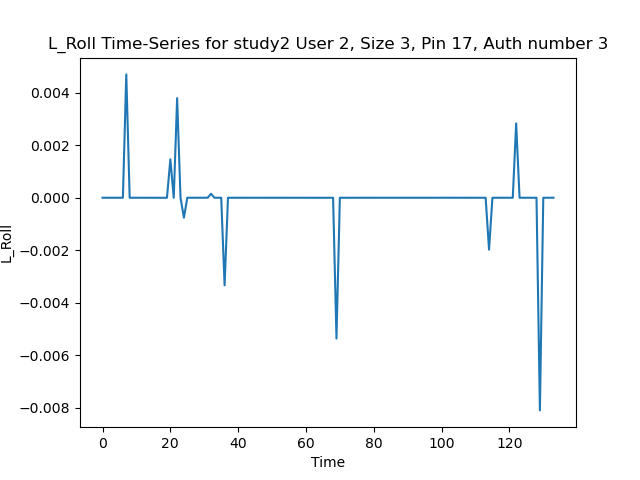 L_Roll Time-Series for study2 User 2, Size 3, Pin 17, Auth number 3
0.004
0.002
0.000
−0.002
−0.004
−0.006
−0.008
L_Roll
0 20 40 60 80 100 120
Time